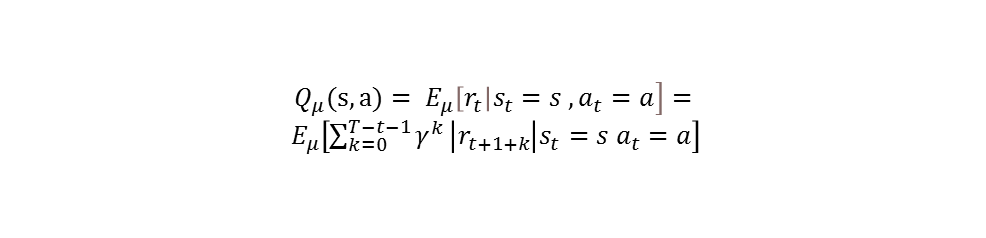 Q_μ(s,a) = E_μ[r_t|s_t = s ,a_t = a] =
E_μ[∑_{k=0}^{T−t−1} γ^k |r_{t+1+k}|s_t = s a_t = a]